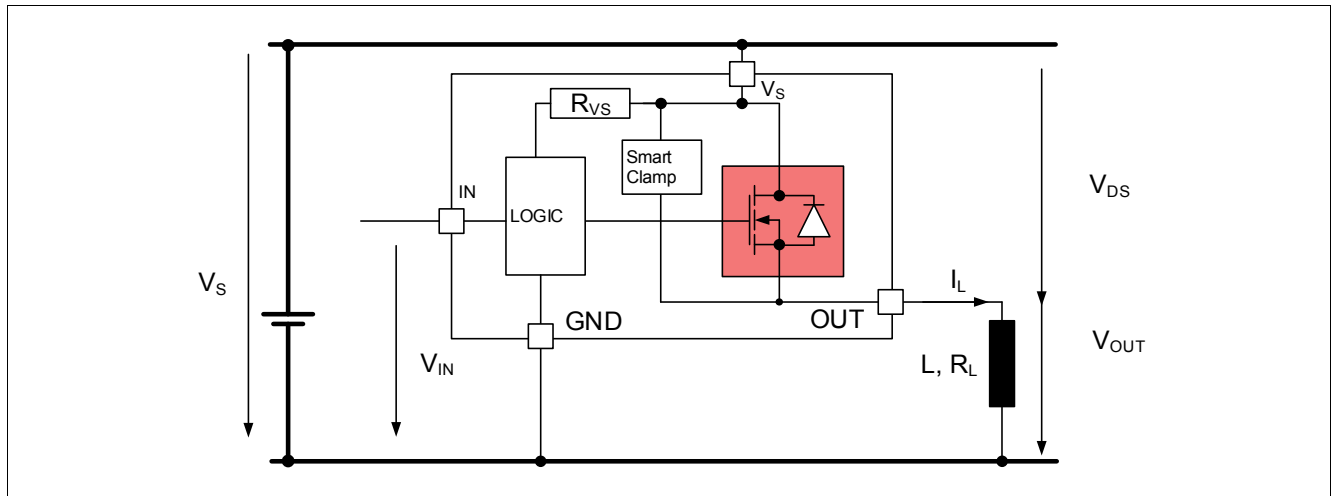 V_S
R_VS
Smart
Clamp
V_DS
IN
LOGIC
V_S
I_L
GND
OUT
V_IN
V_OUT
L, R_L